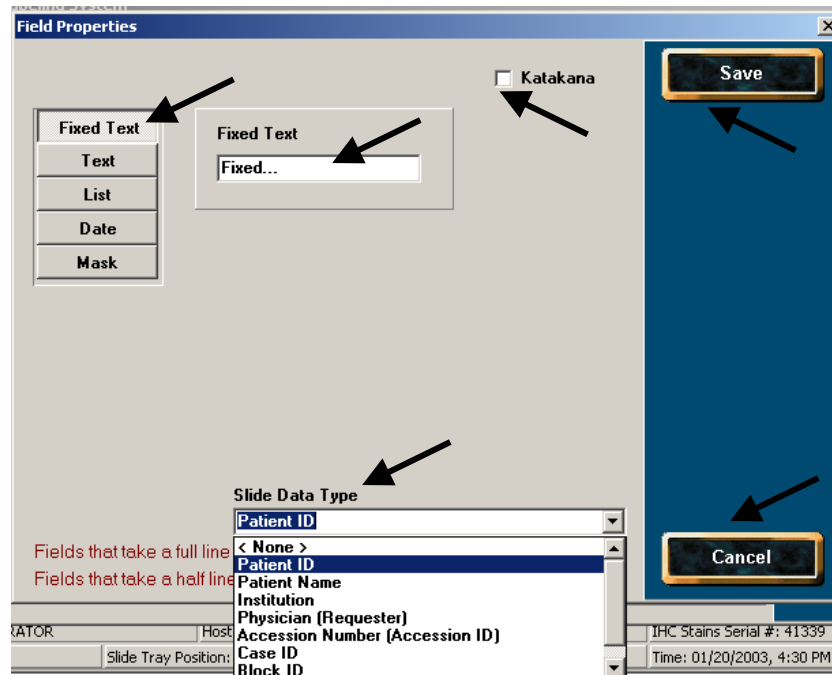 Labeling System
Field Properties
Katakana
Save
Fixed Text
Text
List
Date
Mask
Fixed Text
Fixed...
Slide Data Type
Patient ID
Fields that take a full line
Fields that take a half line
< None >
Patient ID
Patient Name
Institution
Physician (Requester)
Accession Number (Accession ID)
Case ID
Block ID
Cancel
RATOR
Host
IHC Stains Serial #: 41339
Slide Tray Position:
Time: 01/20/2003, 4:30 PM